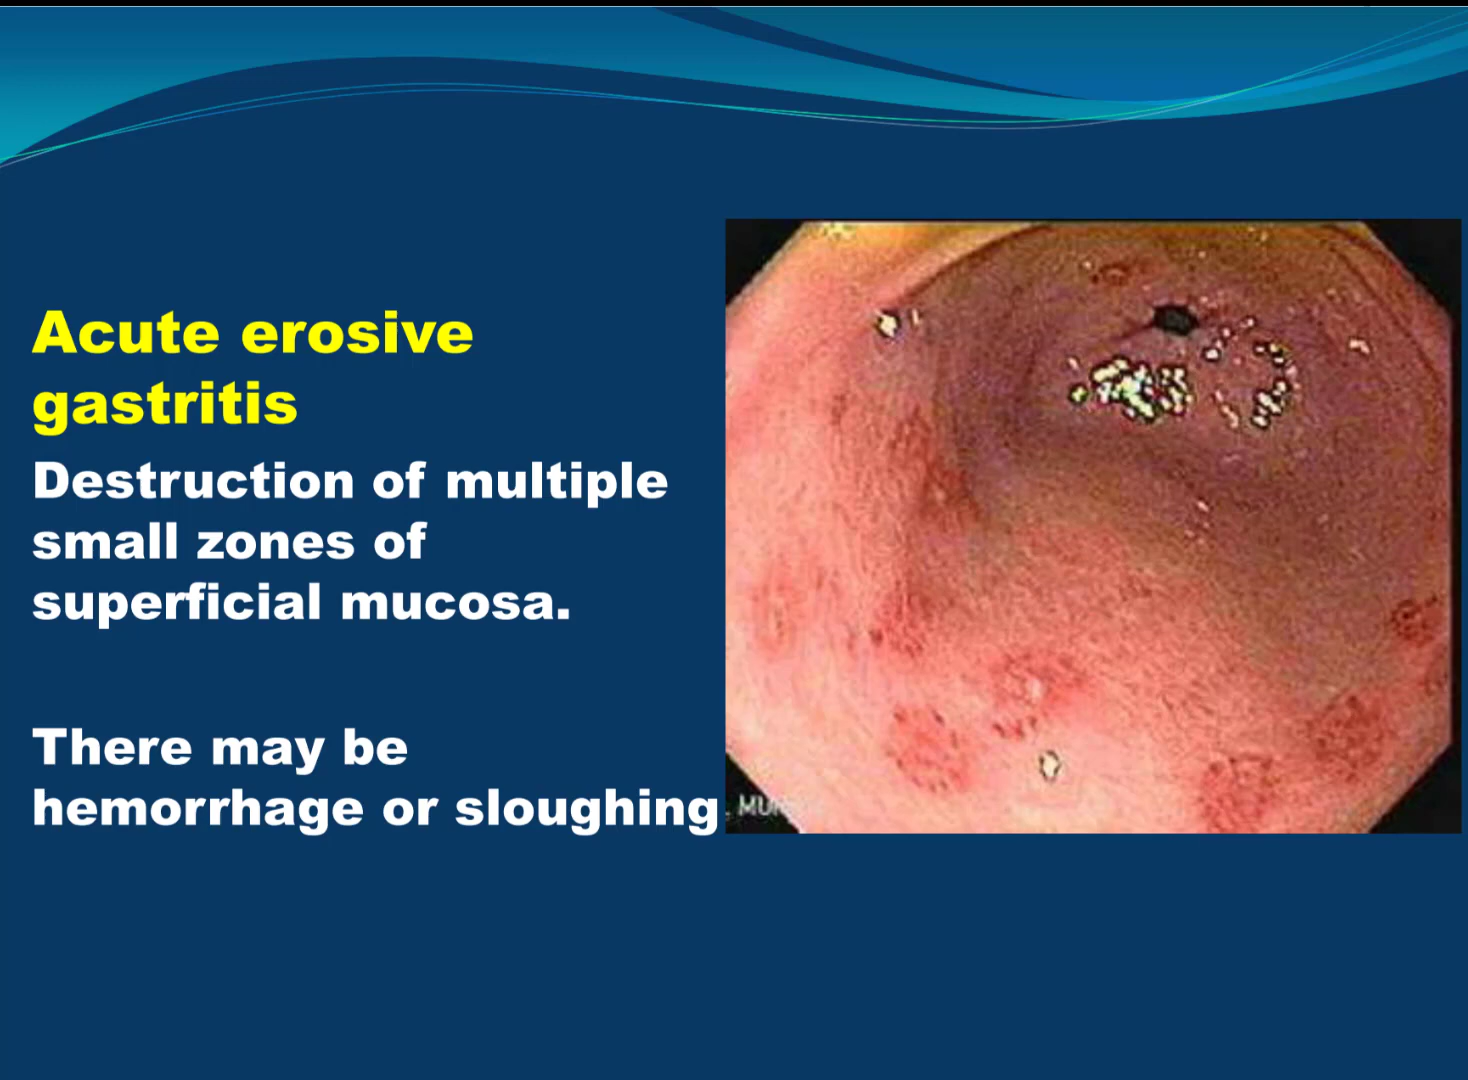 Acute erosive
gastritis
Destruction of multiple
small zones of
superficial mucosa.
There may be
hemorrhage or sloughing